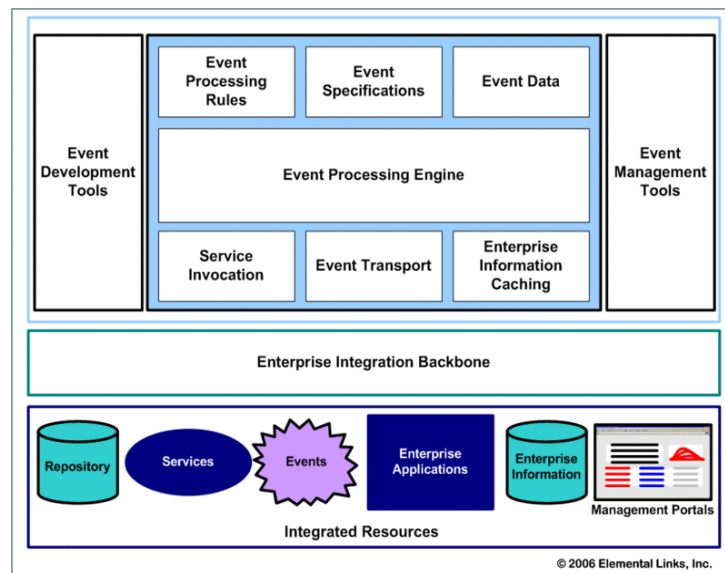 Event
Processing
Rules
Event
Specifications
Event Data
Event
Development
Tools
Event Processing Engine
Event
Management
Tools
Service
Invocation
Event Transport
Enterprise
Information
Caching
Enterprise Integration Backbone
Repository
Services
Events
Enterprise
Applications
Enterprise
Information
Management Portals
Integrated Resources
© 2006 Elemental Links, Inc.